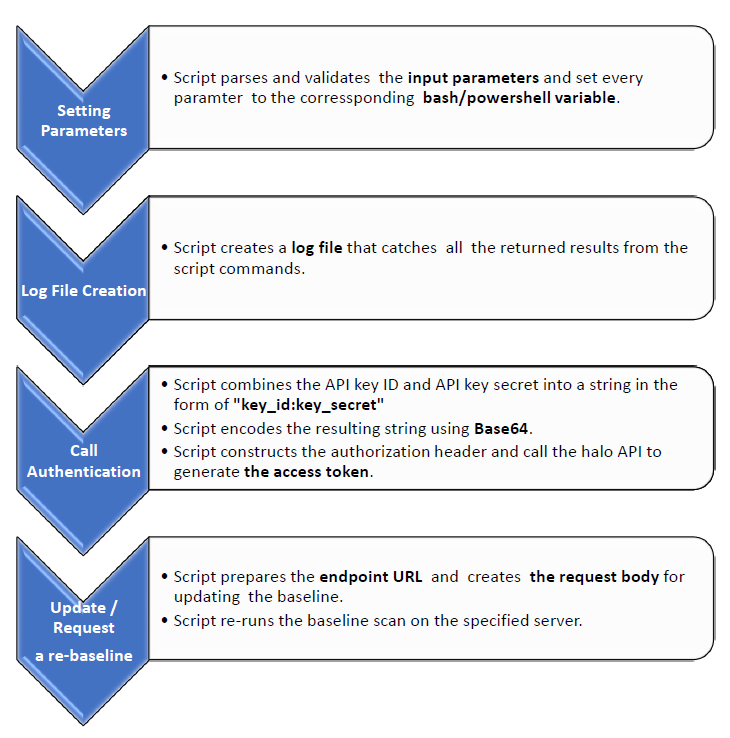 Setting
Parameters
• Script parses and validates the input parameters and set every
paramter to the corressponding bash/powershell variable.
Log File Creation
• Script creates a log file that catches all the returned results from the
script commands.
Call
Authentication
• Script combines the API key ID and API key secret into a string in the
form of "key_id:key_secret"
• Script encodes the resulting string using Base64.
• Script constructs the authorization header and call the halo API to
generate the access token.
Update /
Request
a re-baseline
• Script prepares the endpoint URL and creates the request body for
updating the baseline.
• Script re-runs the baseline scan on the specified server.